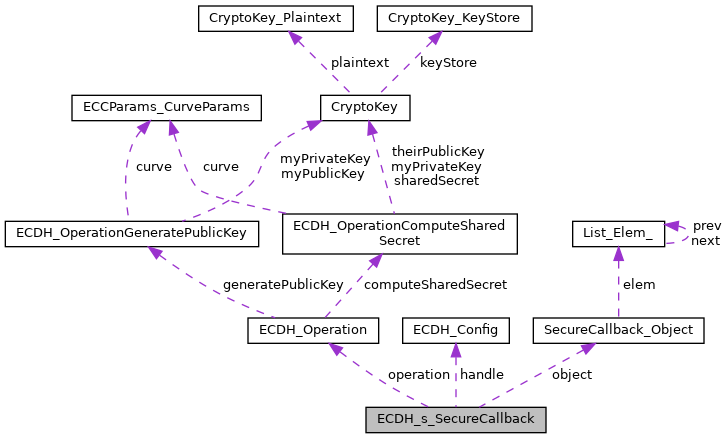 CryptoKey_Plaintext
CryptoKey_KeyStore
plaintext
keyStore
ECCParams_CurveParams
CryptoKey
curve
curve
myPrivateKey
myPublicKey
theirPublicKey
myPrivateKey
sharedSecret
ECDH_OperationGeneratePublicKey
ECDH_OperationComputeShared
Secret
List_Elem_
prev
next
generatePublicKey
computeSharedSecret
elem
ECDH_Operation
ECDH_Config
SecureCallback_Object
operation
handle
object
ECDH_s_SecureCallback